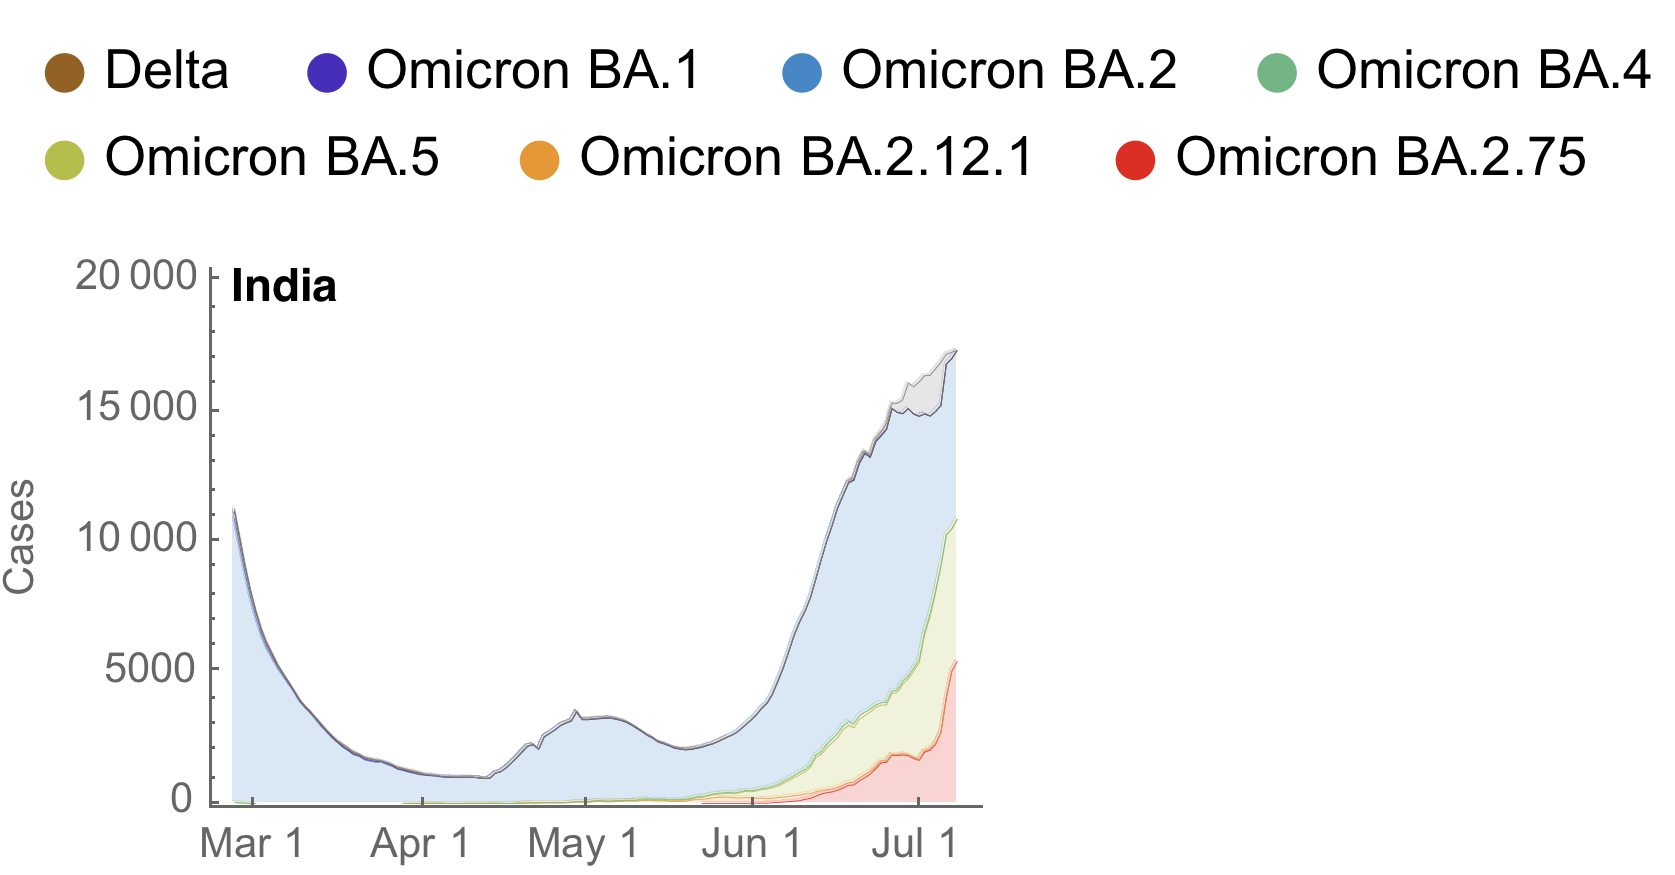 Delta Omicron BA.1 Omicron BA.2 Omicron BA.4
Omicron BA.5 Omicron BA.2.12.1 Omicron BA.2.75
India
20 000
15 000
10 000
5000
0
Cases
Mar 1 Apr 1 May 1 Jun 1 Jul 1